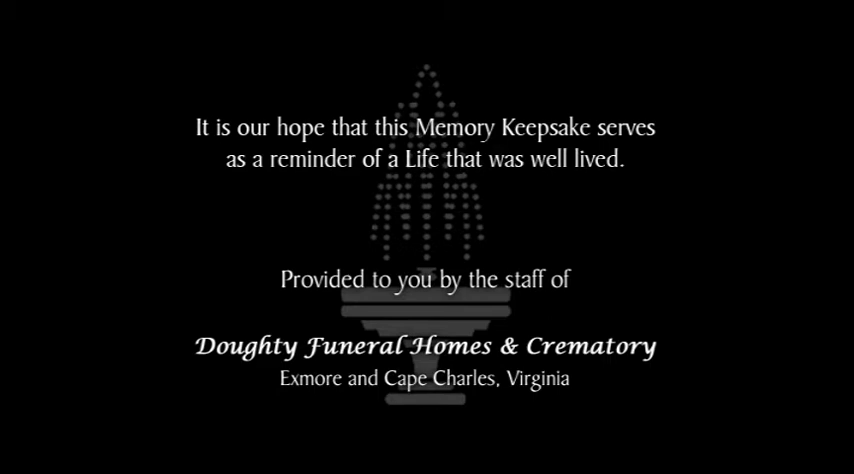 It is our hope that this Memory Keepsake serves
as a reminder of a Life that was well lived.
Provided to you by the staff of
Doughty Funeral Homes & Crematory
Exmore and Cape Charles, Virginia